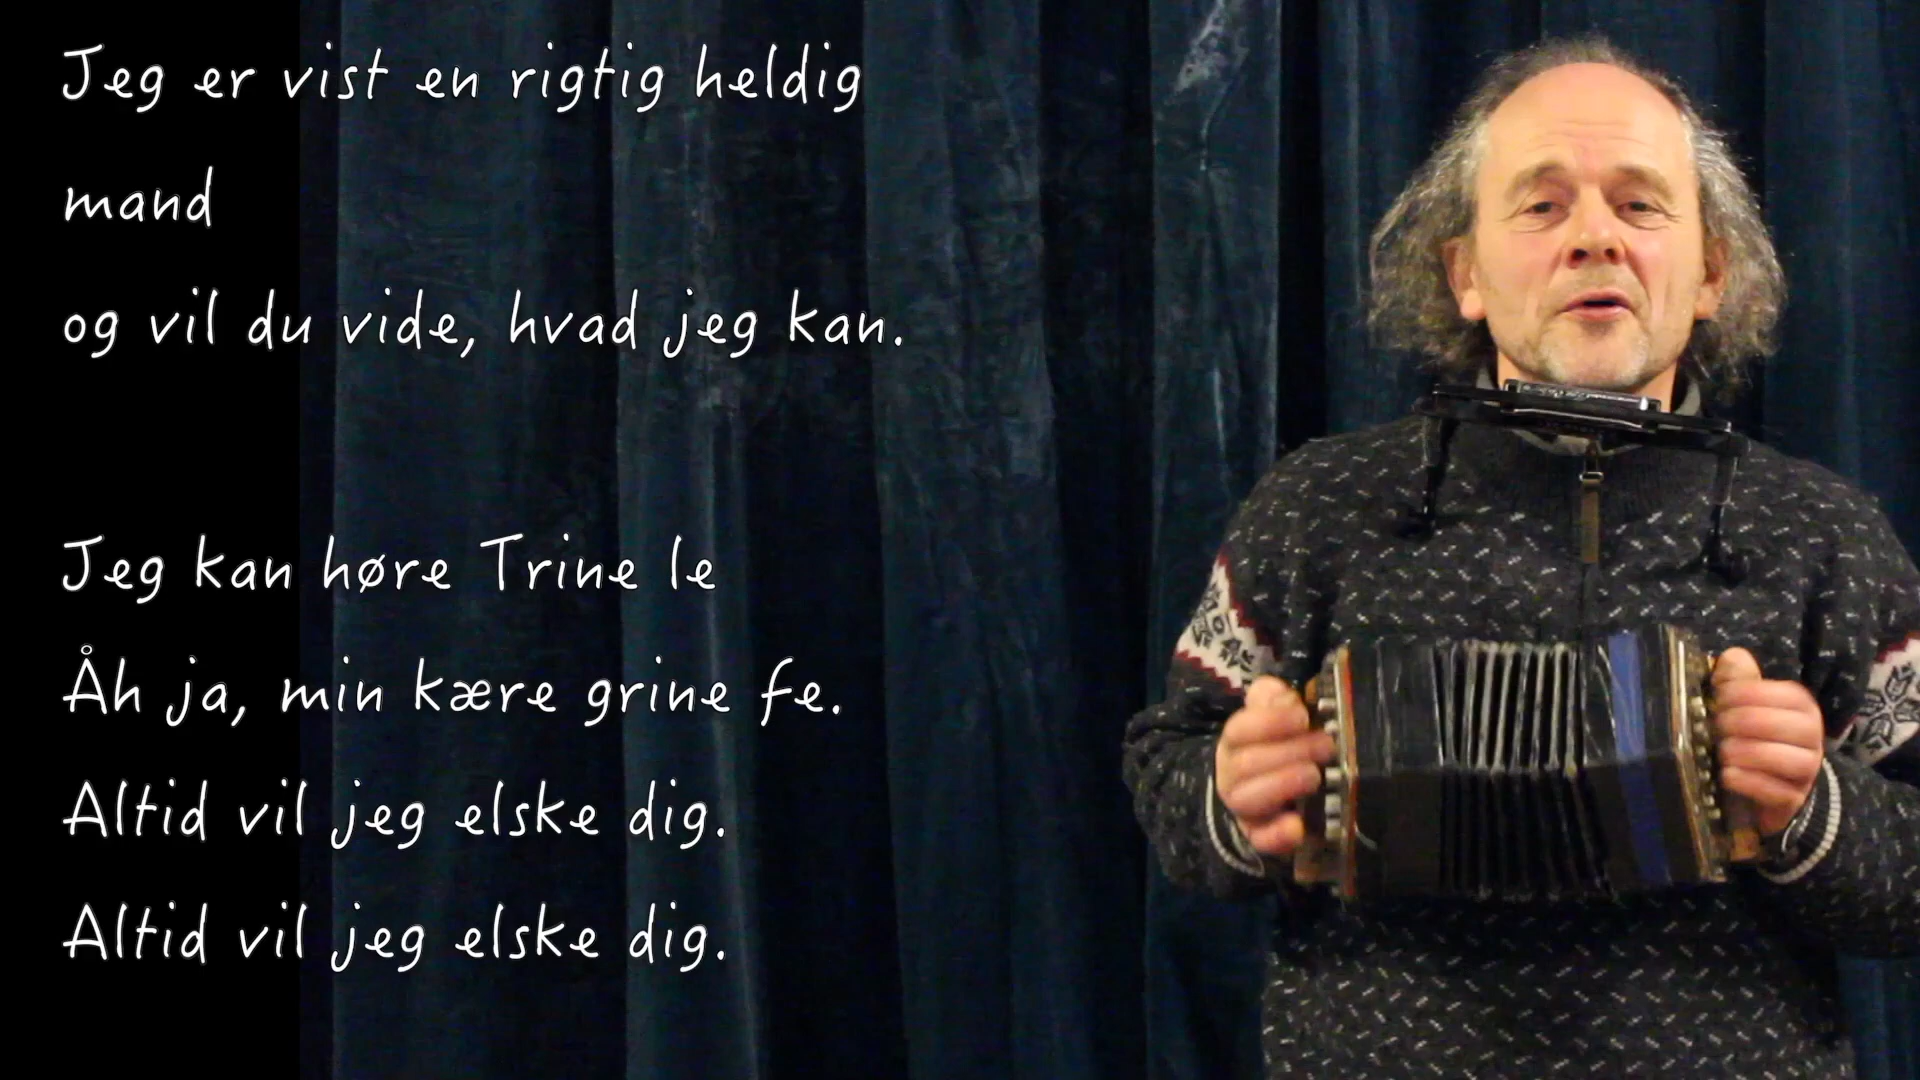 Jeg er vist en rigtig heldig
mand
og vil du vide, hvad jeg kan.
Jeg kan høre Trine le
Åh ja, min kære grine fe.
Altid vil jeg elske dig.
Altid vil jeg elske dig.